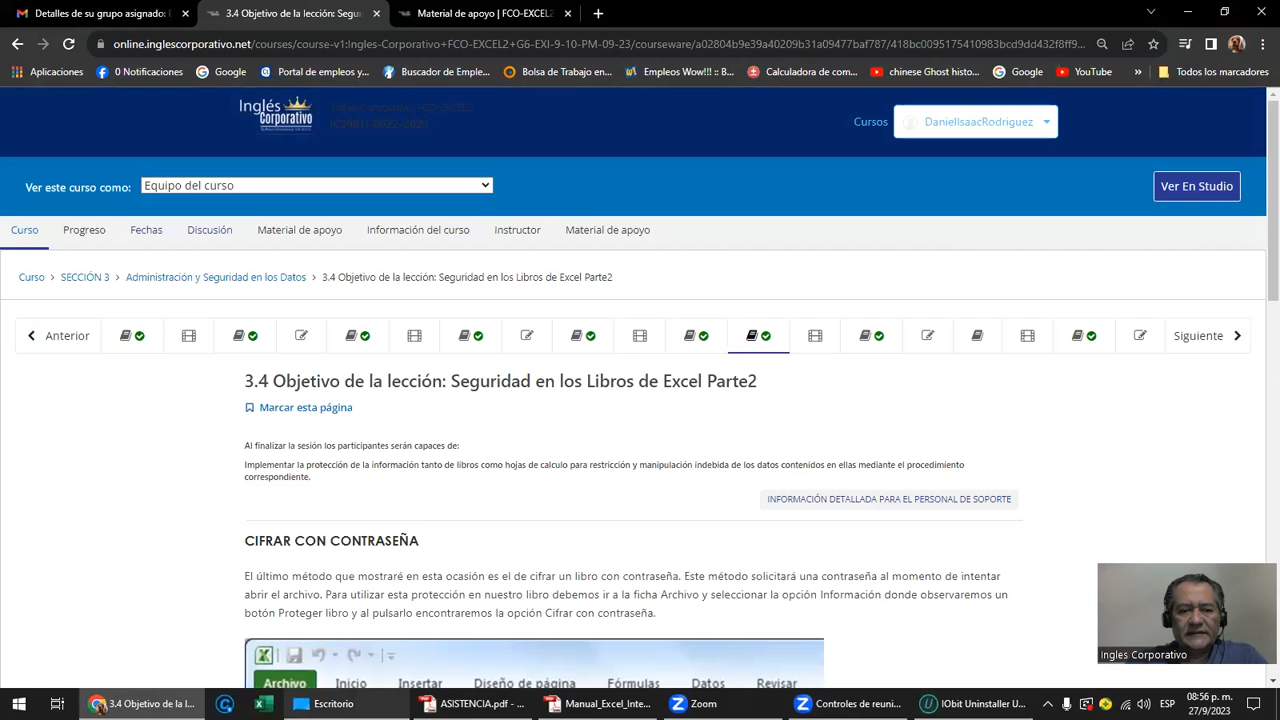 Detalles de su grupo asignado:
3.4 Objetivo de la lección: Segur
Material de apoyo | FCO-EXCEL2
online.inglescorporativo.net/courses/course-v1:Ingles-Corporativo+FCO-EXCEL2+G6-EXI-9-10-PM-09-23/courseware/a02804b9e39a40209b31a09477baf787/418bc0095175410983bcd9dd432f8ff9...
Aplicaciones
0 Notificaciones
Google
Portal de empleos y...
Buscador de Emple...
Bolsa de Trabajo en...
Empleos Wow!!! :: B...
Calculadora de com...
chinese Ghost histo...
Google
YouTube
»
Todos los marcadores
Inglés
Corporativo
Cursos
DanielIsaacRodriguez
Ver este curso como:
Equipo del curso
Ver En Studio
Curso
Progreso
Fechas
Discusión
Material de apoyo
Información del curso
Instructor
Material de apoyo
Curso > SECCIÓN 3 > Administración y Seguridad en los Datos > 3.4 Objetivo de la lección: Seguridad en los Libros de Excel Parte2
Anterior
Siguiente
3.4 Objetivo de la lección: Seguridad en los Libros de Excel Parte2
Marcar esta página
Al finalizar la sesión los participantes serán capaces de:
Implementar la protección de la información tanto de libros como hojas de calculo para restricción y manipulación indebida de los datos contenidos en ellas mediante el procedimiento
correspondiente.
INFORMACIÓN DETALLADA PARA EL PERSONAL DE SOPORTE
CIFRAR CON CONTRASEÑA
El último método que mostraré en esta ocasión es el de cifrar un libro con contraseña. Este método solicitará una contraseña al momento de intentar
abrir el archivo. Para utilizar esta protección en nuestro libro debemos ir a la ficha Archivo y seleccionar la opción Información donde observaremos un
botón Proteger libro y al pulsarlo encontraremos la opción Cifrar con contraseña.
Archivo
Inicio
Insertar
Diseño de página
Fórmulas
Datos
Revisar
Ingles Corporativo
3.4 Objetivo de la l...
Escritorio
ASISTENCIA.pdf - ...
Manual_Excel_Inte...
Zoom
Controles de reuni...
IObit Uninstaller U...
ESP
08:56 p. m.
27/9/2023